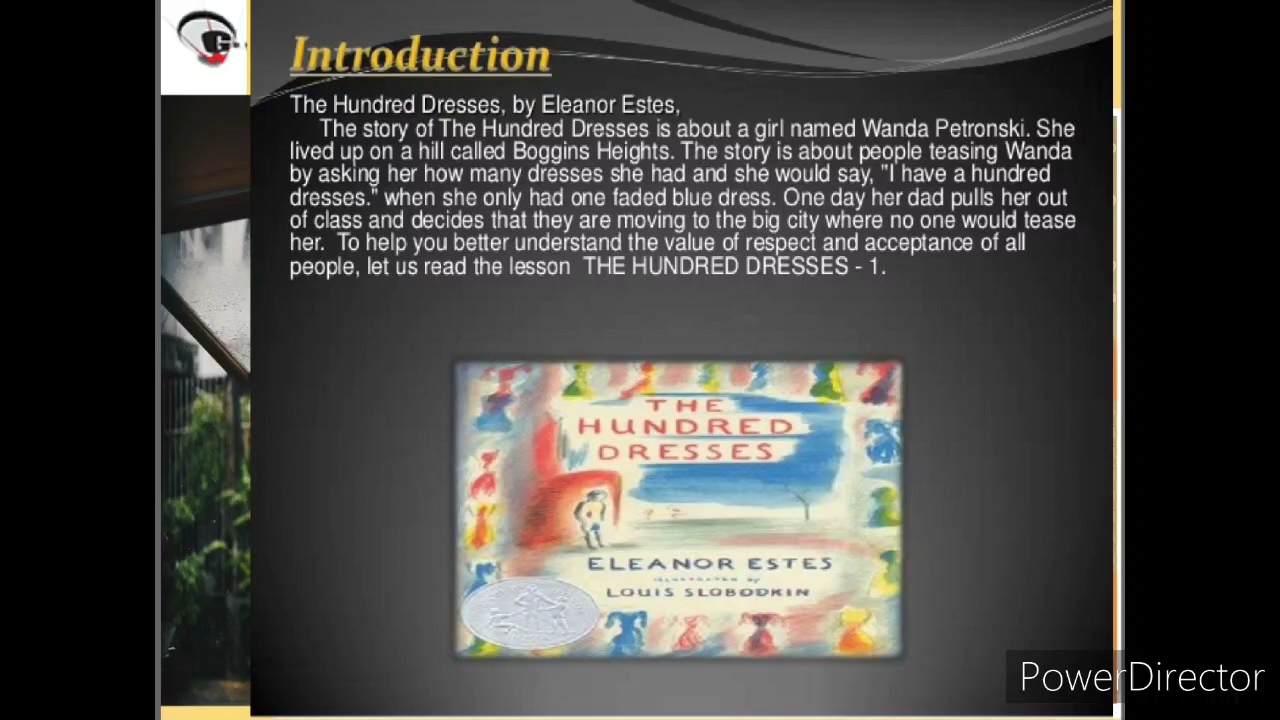 G
Introduction
The Hundred Dresses, by Eleanor Estes,
The story of The Hundred Dresses is about a girl named Wanda Petronski. She
lived up on a hill called Boggins Heights. The story is about people teasing Wanda
by asking her how many dresses she had and she would say, "I have a hundred
dresses." when she only had one faded blue dress. One day her dad pulls her out
of class and decides that they are moving to the big city where no one would tease
her. To help you better understand the value of respect and acceptance of all
people, let us read the lesson THE HUNDRED DRESSES - 1.
THE
HUNDRED
DRESSES
ELEANOR ESTES
ILLUSTRATED BY
LOUIS SLOBODKIN
PowerDirector